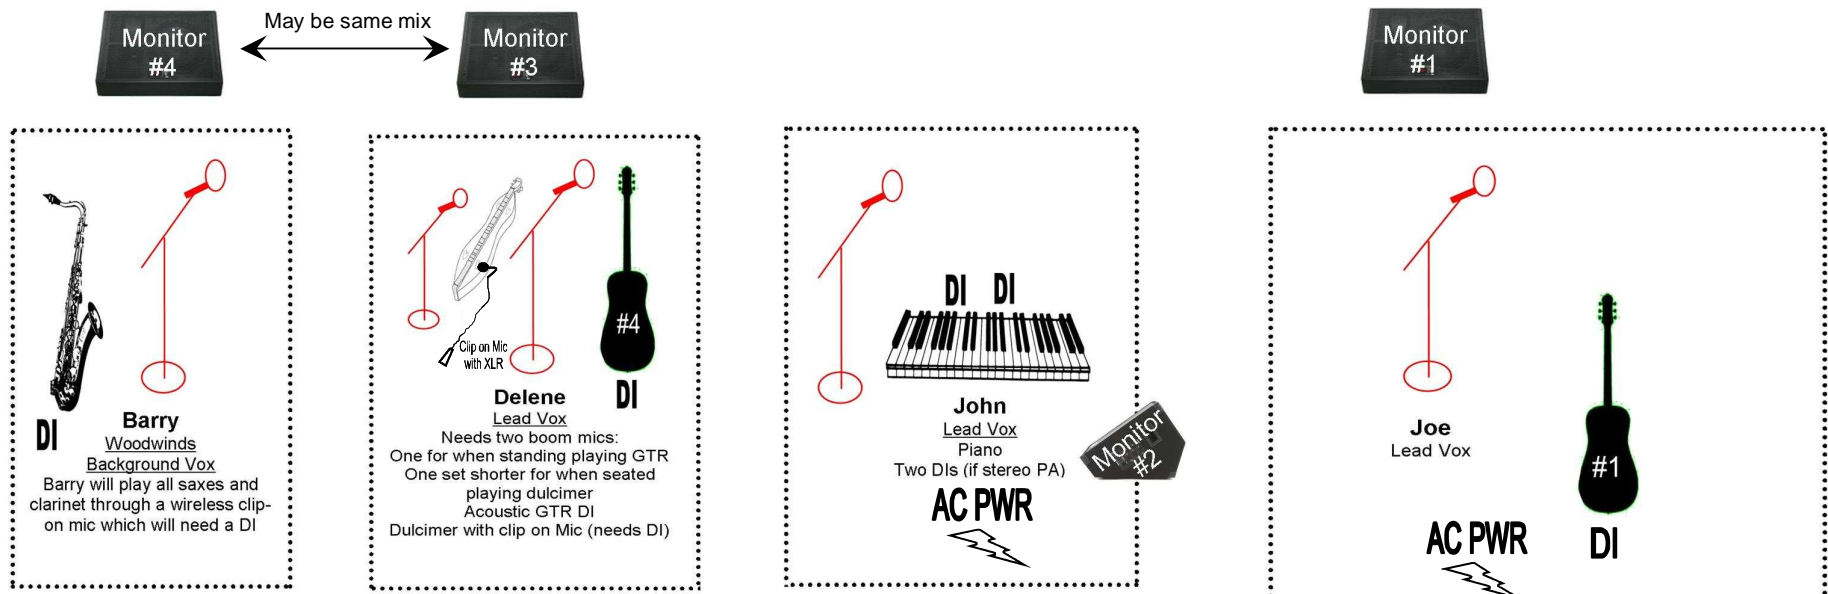 May be same mix
Monitor
#4
Monitor
#3
Monitor
#1
DI
Barry
Woodwinds
Background Vox
Barry will play all saxes and
clarinet through a wireless clip-
on mic which will need a DI
Clip on Mic
with XLR
#4
DI
Delene
Lead Vox
Needs two boom mics:
One for when standing playing GTR
One set shorter for when seated
playing dulcimer
Acoustic GTR DI
Dulcimer with clip on Mic (needs DI)
DI DI
John
Lead Vox
Piano
Two DIs (if stereo PA)
AC PWR
Monitor
#2
Joe
Lead Vox
#1
AC PWR
DI